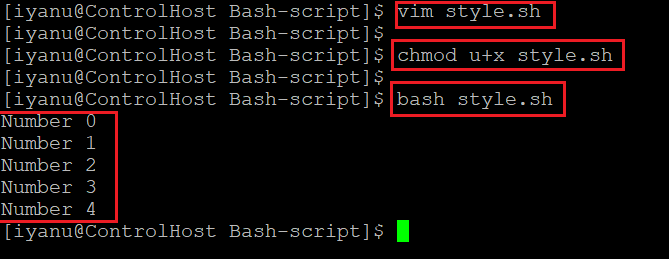 [iyanu@ControlHost Bash-script]$ vim style.sh
[iyanu@ControlHost Bash-script]$
[iyanu@ControlHost Bash-script]$ chmod u+x style.sh
[iyanu@ControlHost Bash-script]$
[iyanu@ControlHost Bash-script]$ bash style.sh
Number 0
Number 1
Number 2
Number 3
Number 4
[iyanu@ControlHost Bash-script]$